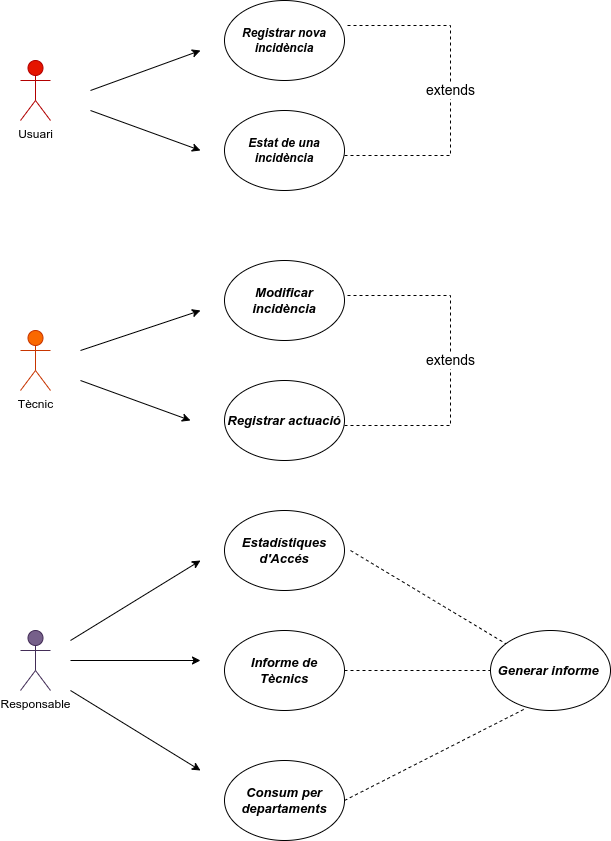 Registrar nova
incidència
extends
Usuari
Estat de una
incidència
Modificar
incidència
extends
Tècnic
Registrar actuació
Estadístiques
d'Accés
Informe de
Tècnics
Generar informe
Responsable
Consum per
departaments